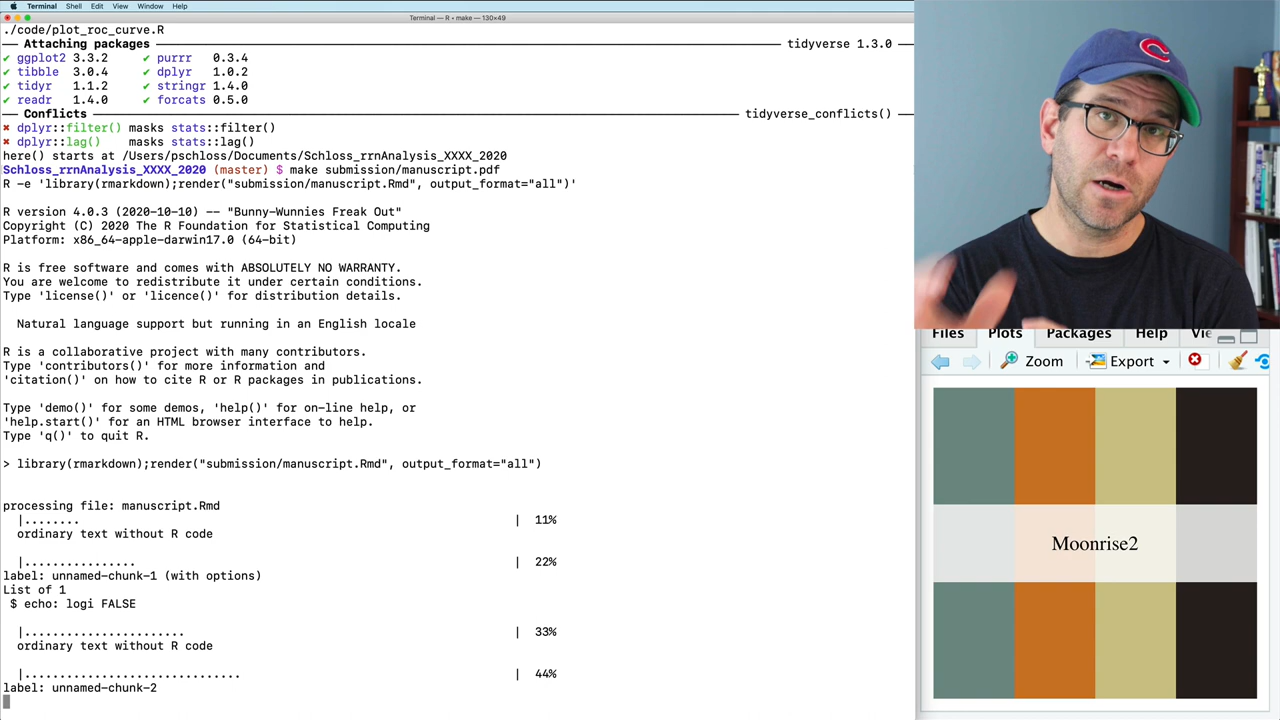 Terminal Shell Edit View Window Help
Terminal — R • make — 130×49
./code/plot_roc_curve.R
── Attaching packages ── tidyverse 1.3.0 ──
✔ ggplot2 3.3.2 ✔ purrr 0.3.4
✔ tibble 3.0.4 ✔ dplyr 1.0.2
✔ tidyr 1.1.2 ✔ stringr 1.4.0
✔ readr 1.4.0 ✔ forcats 0.5.0
── Conflicts ── tidyverse_conflicts() ──
✖ dplyr::filter() masks stats::filter()
✖ dplyr::lag() masks stats::lag()
here() starts at /Users/pschloss/Documents/Schloss_rrnAnalysis_XXXX_2020
Schloss_rrnAnalysis_XXXX_2020 (master) $ make submission/manuscript.pdf
R -e 'library(rmarkdown);render("submission/manuscript.Rmd", output_format="all")'
R version 4.0.3 (2020-10-10) -- "Bunny-Wunnies Freak Out"
Copyright (C) 2020 The R Foundation for Statistical Computing
Platform: x86_64-apple-darwin17.0 (64-bit)
R is free software and comes with ABSOLUTELY NO WARRANTY.
You are welcome to redistribute it under certain conditions.
Type 'license()' or 'licence()' for distribution details.
Natural language support but running in an English locale
R is a collaborative project with many contributors.
Type 'contributors()' for more information and
'citation()' on how to cite R or R packages in publications.
Type 'demo()' for some demos, 'help()' for on-line help, or
'help.start()' for an HTML browser interface to help.
Type 'q()' to quit R.
> library(rmarkdown);render("submission/manuscript.Rmd", output_format="all")
processing file: manuscript.Rmd
|........ | 11%
ordinary text without R code
|................ | 22%
label: unnamed-chunk-1 (with options)
List of 1
$ echo: logi FALSE
|....................... | 33%
ordinary text without R code
|............................... | 44%
label: unnamed-chunk-2
C
Files Plots Packages Help
Zoom Export
Moonrise2